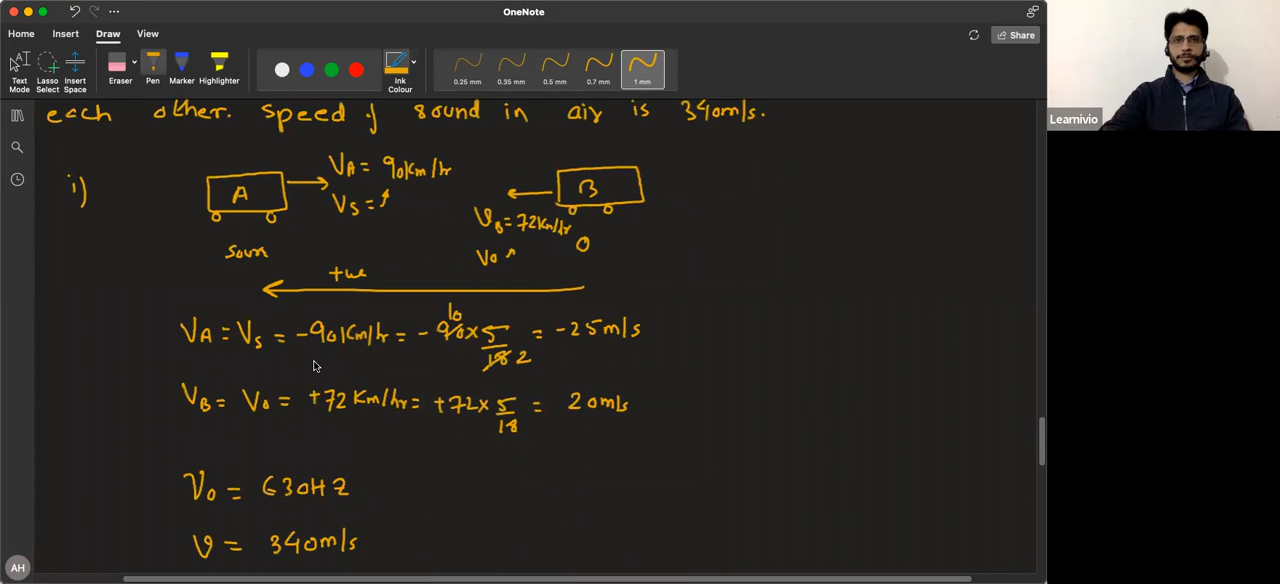 OneNote
Home Insert Draw View
Share
Text Mode
Lasso Select
Insert Space
Eraser
Pen
Marker
Highlighter
Ink Colour
0.25 mm
0.35 mm
0.5 mm
0.7 mm
1 mm
Learnivio
each other. speed of sound in air is 340m/s.
i)
A
VA = 90Km/hr
VS =
B
VB = 72Km/hr
VO
O
Sour
+ve
VA = VS = -90Km/hr = - 90 x 5/18 = -25m/s
10
2
VB = VO = +72 Km/hr = +72 x 5/18 = 20m/s
V0 = 630HZ
v = 340m/s
AH